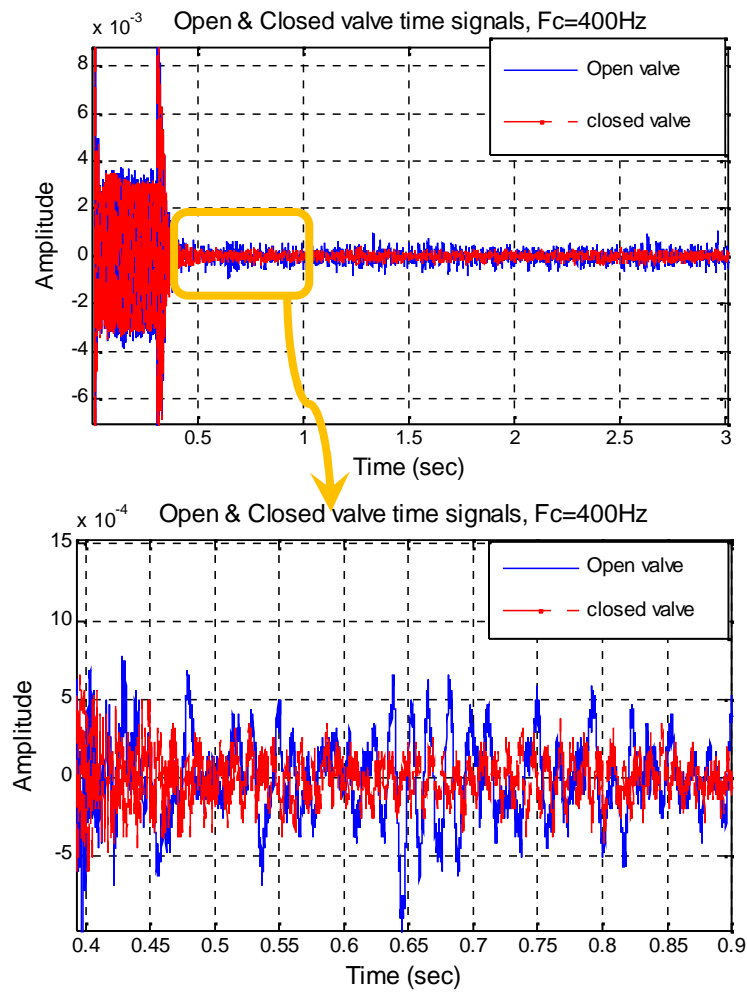 x 10-3
Open & Closed valve time signals, Fc=400Hz
Open valve
closed valve
8
6
4
2
0
-2
-4
-6
Amplitude
0.5
1
1.5
2
2.5
3
Time (sec)
x 10-4
Open & Closed valve time signals, Fc=400Hz
Open valve
closed valve
15
10
5
0
-5
Amplitude
0.4
0.45
0.5
0.55
0.6
0.65
0.7
0.75
0.8
0.85
0.9
Time (sec)